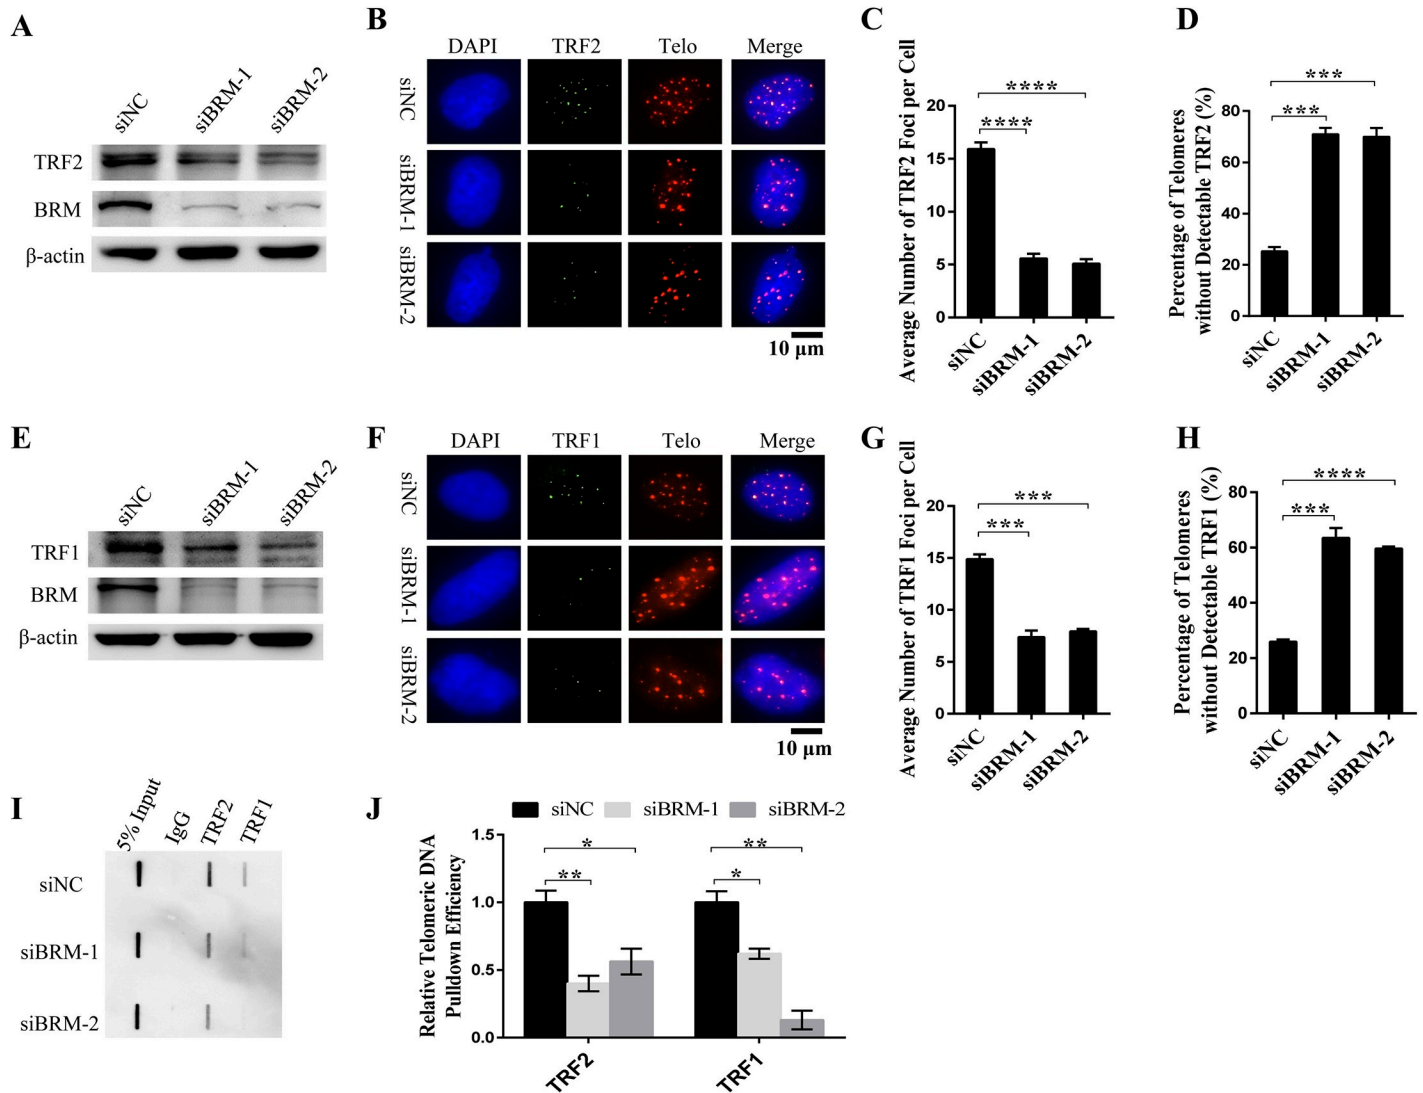 A
siNC
siBRM-1
siBRM-2
TRF2
BRM
β-actin
B
DAPI TRF2 Telo Merge
siNC
siBRM-1
siBRM-2
10 μm
C
Average Number of TRF2 Foci per Cell
20
15
10
5
0
****
****
siNC
siBRM-1
siBRM-2
D
Percentage of Telomeres
without Detectable TRF2 (%)
80
60
40
20
0
***
***
siNC
siBRM-1
siBRM-2
E
siNC
siBRM-1
siBRM-2
TRF1
BRM
β-actin
F
DAPI TRF1 Telo Merge
siNC
siBRM-1
siBRM-2
10 μm
G
Average Number of TRF1 Foci per Cell
20
15
10
5
0
***
***
siNC
siBRM-1
siBRM-2
H
Percentage of Telomeres
without Detectable TRF1 (%)
80
60
40
20
0
****
***
siNC
siBRM-1
siBRM-2
I
5% Input
IgG
TRF2
TRF1
siNC
siBRM-1
siBRM-2
J
siNC siBRM-1 siBRM-2
Relative Telomeric DNA
Pulldown Efficiency
1.5
1.0
0.5
0.0
*
**
**
*
TRF2
TRF1